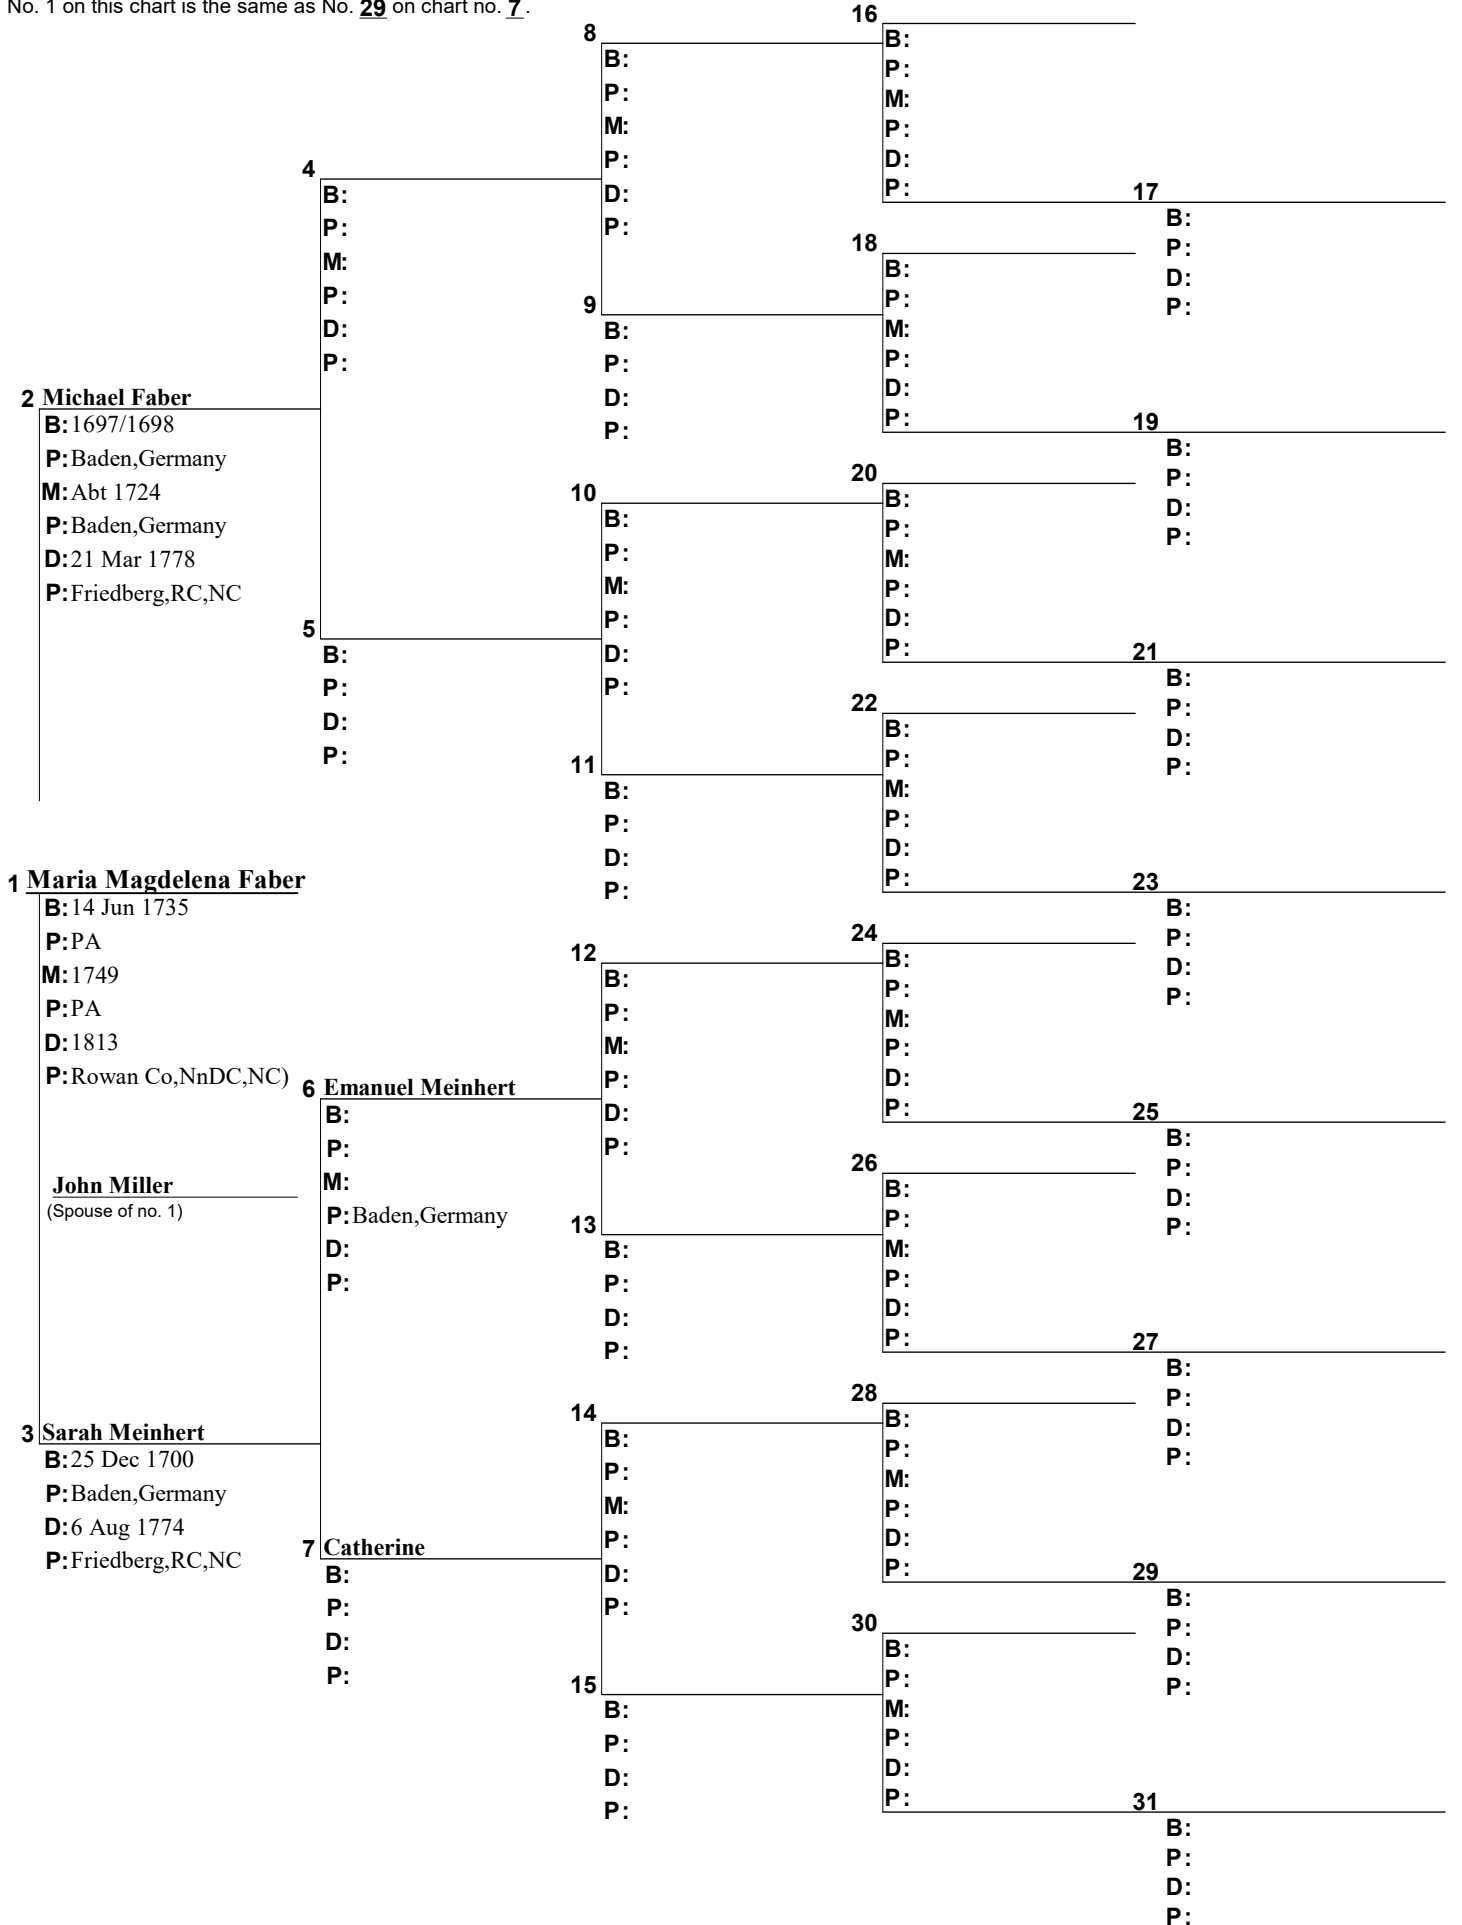 No. 1 on this chart is the same as No. 29 on chart no. 7.
2 Michael Faber
B: 1697/1698
P: Baden,Germany
M: Abt 1724
P: Baden,Germany
D: 21 Mar 1778
P: Friedberg,RC,NC
1 Maria Magdelena Faber
B: 14 Jun 1735
P: PA
M: 1749
P: PA
D: 1813
P: Rowan Co,NnDC,NC)
John Miller
(Spouse of no. 1)
3 Sarah Meinhert
B: 25 Dec 1700
P: Baden,Germany
D: 6 Aug 1774
P: Friedberg,RC,NC
4
B:
P:
M:
P:
D:
P:
5
B:
P:
D:
P:
6 Emanuel Meinhert
B:
P:
M:
P: Baden,Germany
D:
P:
7 Catherine
B:
P:
D:
P:
8
B:
P:
M:
P:
D:
P:
9
B:
P:
D:
P:
10
B:
P:
M:
P:
D:
P:
11
B:
P:
D:
P:
12
B:
P:
M:
P:
D:
P:
13
B:
P:
D:
P:
14
B:
P:
M:
P:
D:
P:
15
B:
P:
D:
P:
16
B:
P:
M:
P:
D:
P:
17
B:
P:
D:
P:
18
B:
P:
M:
P:
D:
P:
19
B:
P:
D:
P:
20
B:
P:
M:
P:
D:
P:
21
B:
P:
D:
P:
22
B:
P:
M:
P:
D:
P:
23
B:
P:
D:
P:
24
B:
P:
M:
P:
D:
P:
25
B:
P:
D:
P:
26
B:
P:
M:
P:
D:
P:
27
B:
P:
D:
P:
28
B:
P:
M:
P:
D:
P:
29
B:
P:
D:
P:
30
B:
P:
M:
P:
D:
P:
31
B:
P:
D:
P: